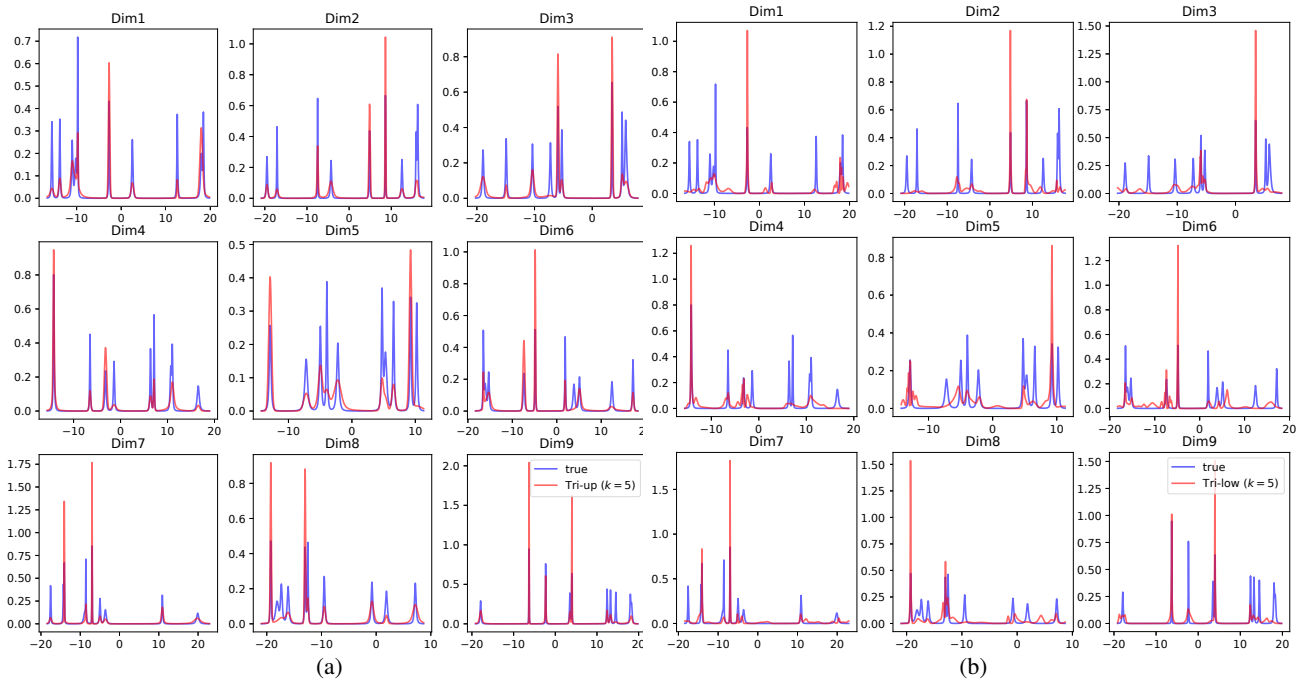 Dim1 Dim2 Dim3 Dim1 Dim2 Dim3
0.7 0.6 0.5 0.4 0.3 0.2 0.1 0.0
−10 0 10 20
1.0 0.8 0.6 0.4 0.2 0.0
−20 −10 0 10
0.8 0.6 0.4 0.2 0.0
−20 −10 0
1.0 0.8 0.6 0.4 0.2 0.0
−10 0 10 20
1.2 1.0 0.8 0.6 0.4 0.2 0.0
−20 −10 0 10
1.50 1.25 1.00 0.75 0.50 0.25 0.00
−20 −10 0
Dim4 Dim5 Dim6 Dim4 Dim5 Dim6
0.8 0.6 0.4 0.2 0.0
−10 0 10 20
0.5 0.4 0.3 0.2 0.1 0.0
−10 0 10
1.0 0.8 0.6 0.4 0.2 0.0
−10 0 10
1.2 1.0 0.8 0.6 0.4 0.2 0.0
−10 0 10 20
0.8 0.6 0.4 0.2 0.0
−10 0 10
1.2 1.0 0.8 0.6 0.4 0.2 0.0
−10 0 10 20
Dim7 Dim8 Dim9 Dim7 Dim8 Dim9
1.75 1.50 1.25 1.00 0.75 0.50 0.25 0.00
−20 −10 0 10 20
0.8 0.6 0.4 0.2 0.0
−20 −10 0 10
2.0 1.5 1.0 0.5 0.0
−20 −10 0 10 20
true
Tri-up (k = 5)
1.5 1.0 0.5 0.0
−20 −10 0 10 20
1.50 1.25 1.00 0.75 0.50 0.25 0.00
−20 −10 0 10
1.50 1.25 1.00 0.75 0.50 0.25 0.00
−20 −10 0 10 20
true
Tri-low (k = 5)
(a) (b)